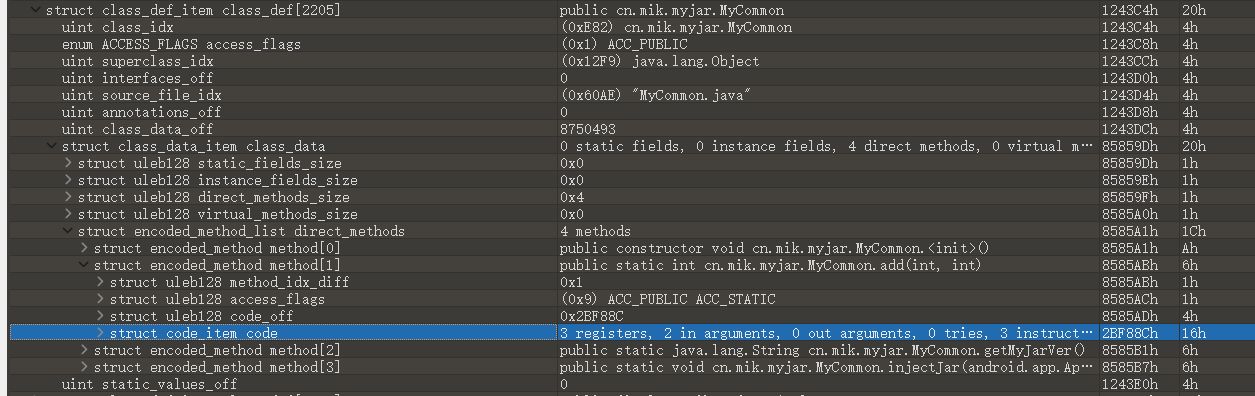 struct class_def_item class_def[2205] public cn.mik.myjar.MyCommon 1243C4h 20h
uint class_idx (0xE82) cn.mik.myjar.MyCommon 1243C4h 4h
enum ACCESS_FLAGS access_flags (0x1) ACC_PUBLIC 1243C8h 4h
uint superclass_idx (0x12F9) java.lang.Object 1243CCh 4h
uint interfaces_off 0 1243D0h 4h
uint source_file_idx (0x60AE) "MyCommon.java" 1243D4h 4h
uint annotations_off 0 1243D8h 4h
uint class_data_off 8750493 1243DCh 4h
struct class_data_item class_data 0 static fields, 0 instance fields, 4 direct methods, 0 virtual m··· 85859Dh 20h
struct uleb128 static_fields_size 0x0 85859Dh 1h
struct uleb128 instance_fields_size 0x0 85859Eh 1h
struct uleb128 direct_methods_size 0x4 85859Fh 1h
struct uleb128 virtual_methods_size 0x0 8585A0h 1h
struct encoded_method_list direct_methods 4 methods 8585A1h 1Ch
struct encoded_method method[0] public constructor void cn.mik.myjar.MyCommon.<init>() 8585A1h Ah
struct encoded_method method[1] public static int cn.mik.myjar.MyCommon.add(int, int) 8585ABh 6h
struct uleb128 method_idx_diff 0x1 8585ABh 1h
struct uleb128 access_flags (0x9) ACC_PUBLIC ACC_STATIC 8585ACh 1h
struct uleb128 code_off 0x2BF88C 8585ADh 4h
struct code_item code 3 registers, 2 in arguments, 0 out arguments, 0 tries, 3 instruct··· 2BF88Ch 16h
struct encoded_method method[2] public static java.lang.String cn.mik.myjar.MyCommon.getMyJarVer() 8585B1h 6h
struct encoded_method method[3] public static void cn.mik.myjar.MyCommon.injectJar(android.app.Ap··· 8585B7h 6h
uint static_values_off 0 1243E0h 4h